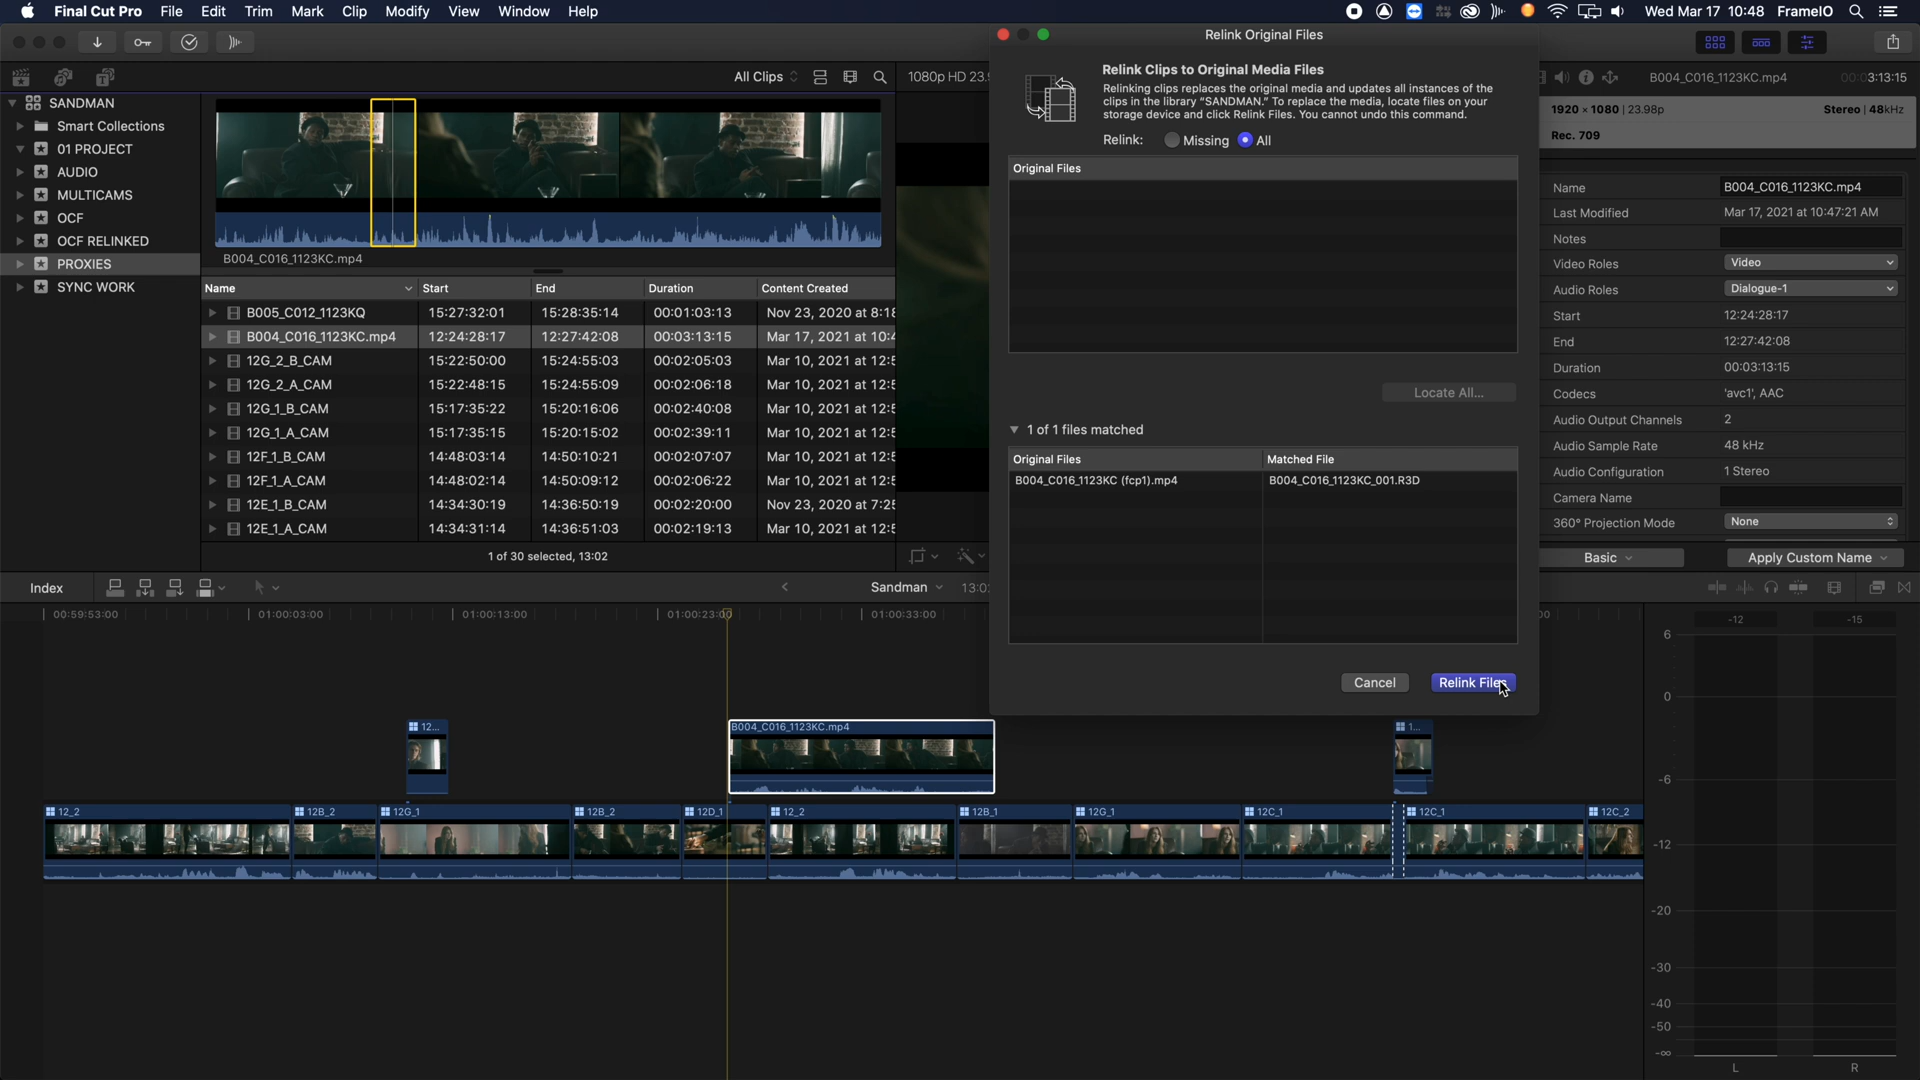 Final Cut Pro File Edit Trim Mark Clip Modify View Window Help
Wed Mar 17 10:48 FrameIO
Relink Original Files
Relink Clips to Original Media Files
Relinking clips replaces the original media and updates all instances of the
clips in the library "SANDMAN." To replace the media, locate files on your
storage device and click Relink Files. You cannot undo this command.
Relink: Missing All
Original Files
Locate All...
1 of 1 files matched
Original Files Matched File
B004_C016_1123KC (fcp1).mp4 B004_C016_1123KC_001.R3D
Cancel Relink Files
All Clips
1080p HD 23.9
SANDMAN
Smart Collections
01 PROJECT
AUDIO
MULTICAMS
OCF
OCF RELINKED
PROXIES
SYNC WORK
B004_C016_1123KC.mp4
Name Start End Duration Content Created
B005_C012_1123KQ 15:27:32:01 15:28:35:14 00:01:03:13 Nov 23, 2020 at 8:18
B004_C016_1123KC.mp4 12:24:28:17 12:27:42:08 00:03:13:15 Mar 17, 2021 at 10:4
12G_2_B_CAM 15:22:50:00 15:24:55:03 00:02:05:03 Mar 10, 2021 at 12:5
12G_2_A_CAM 15:22:48:15 15:24:55:09 00:02:06:18 Mar 10, 2021 at 12:5
12G_1_B_CAM 15:17:35:22 15:20:16:06 00:02:40:08 Mar 10, 2021 at 12:5
12G_1_A_CAM 15:17:35:15 15:20:15:02 00:02:39:11 Mar 10, 2021 at 12:5
12F_1_B_CAM 14:48:03:14 14:50:10:21 00:02:07:07 Mar 10, 2021 at 12:5
12F_1_A_CAM 14:48:02:14 14:50:09:12 00:02:06:22 Mar 10, 2021 at 12:5
12E_1_B_CAM 14:34:30:19 14:36:50:19 00:02:20:00 Nov 23, 2020 at 7:25
12E_1_A_CAM 14:34:31:14 14:36:51:03 00:02:19:13 Mar 10, 2021 at 12:5
1 of 30 selected, 13:02
B004_C016_1123KC.mp4 00:03:13:15
1920 × 1080 | 23.98p Stereo | 48kHz
Rec. 709
Name B004_C016_1123KC.mp4
Last Modified Mar 17, 2021 at 10:47:21 AM
Notes
Video Roles Video
Audio Roles Dialogue-1
Start 12:24:28:17
End 12:27:42:08
Duration 00:03:13:15
Codecs 'avc1', AAC
Audio Output Channels 2
Audio Sample Rate 48 kHz
Audio Configuration 1 Stereo
Camera Name
360° Projection Mode None
Basic Apply Custom Name
Index Sandman 13:02
00:59:53:00 01:00:03:00 01:00:13:00 01:00:23:00 01:00:33:00 00
-12 -15
12... B004_C016_1123KC.mp4 1...
12_2 12B_2 12G_1 12B_2 12D_1 12_2 12B_1 12G_1 12C_1 12C_1 12C_2
6
0
-6
-12
-20
-30
-40
-50
-∞
L R